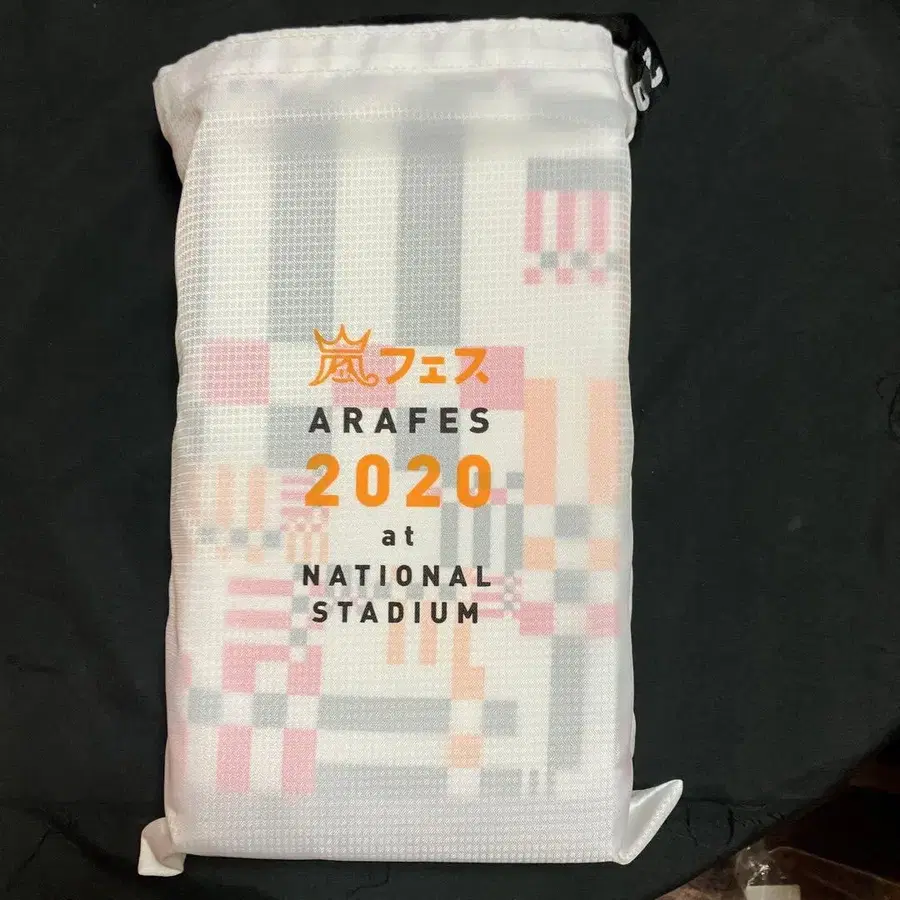 嵐フェス
ARAFES
2020
at
NATIONAL
STADIUM